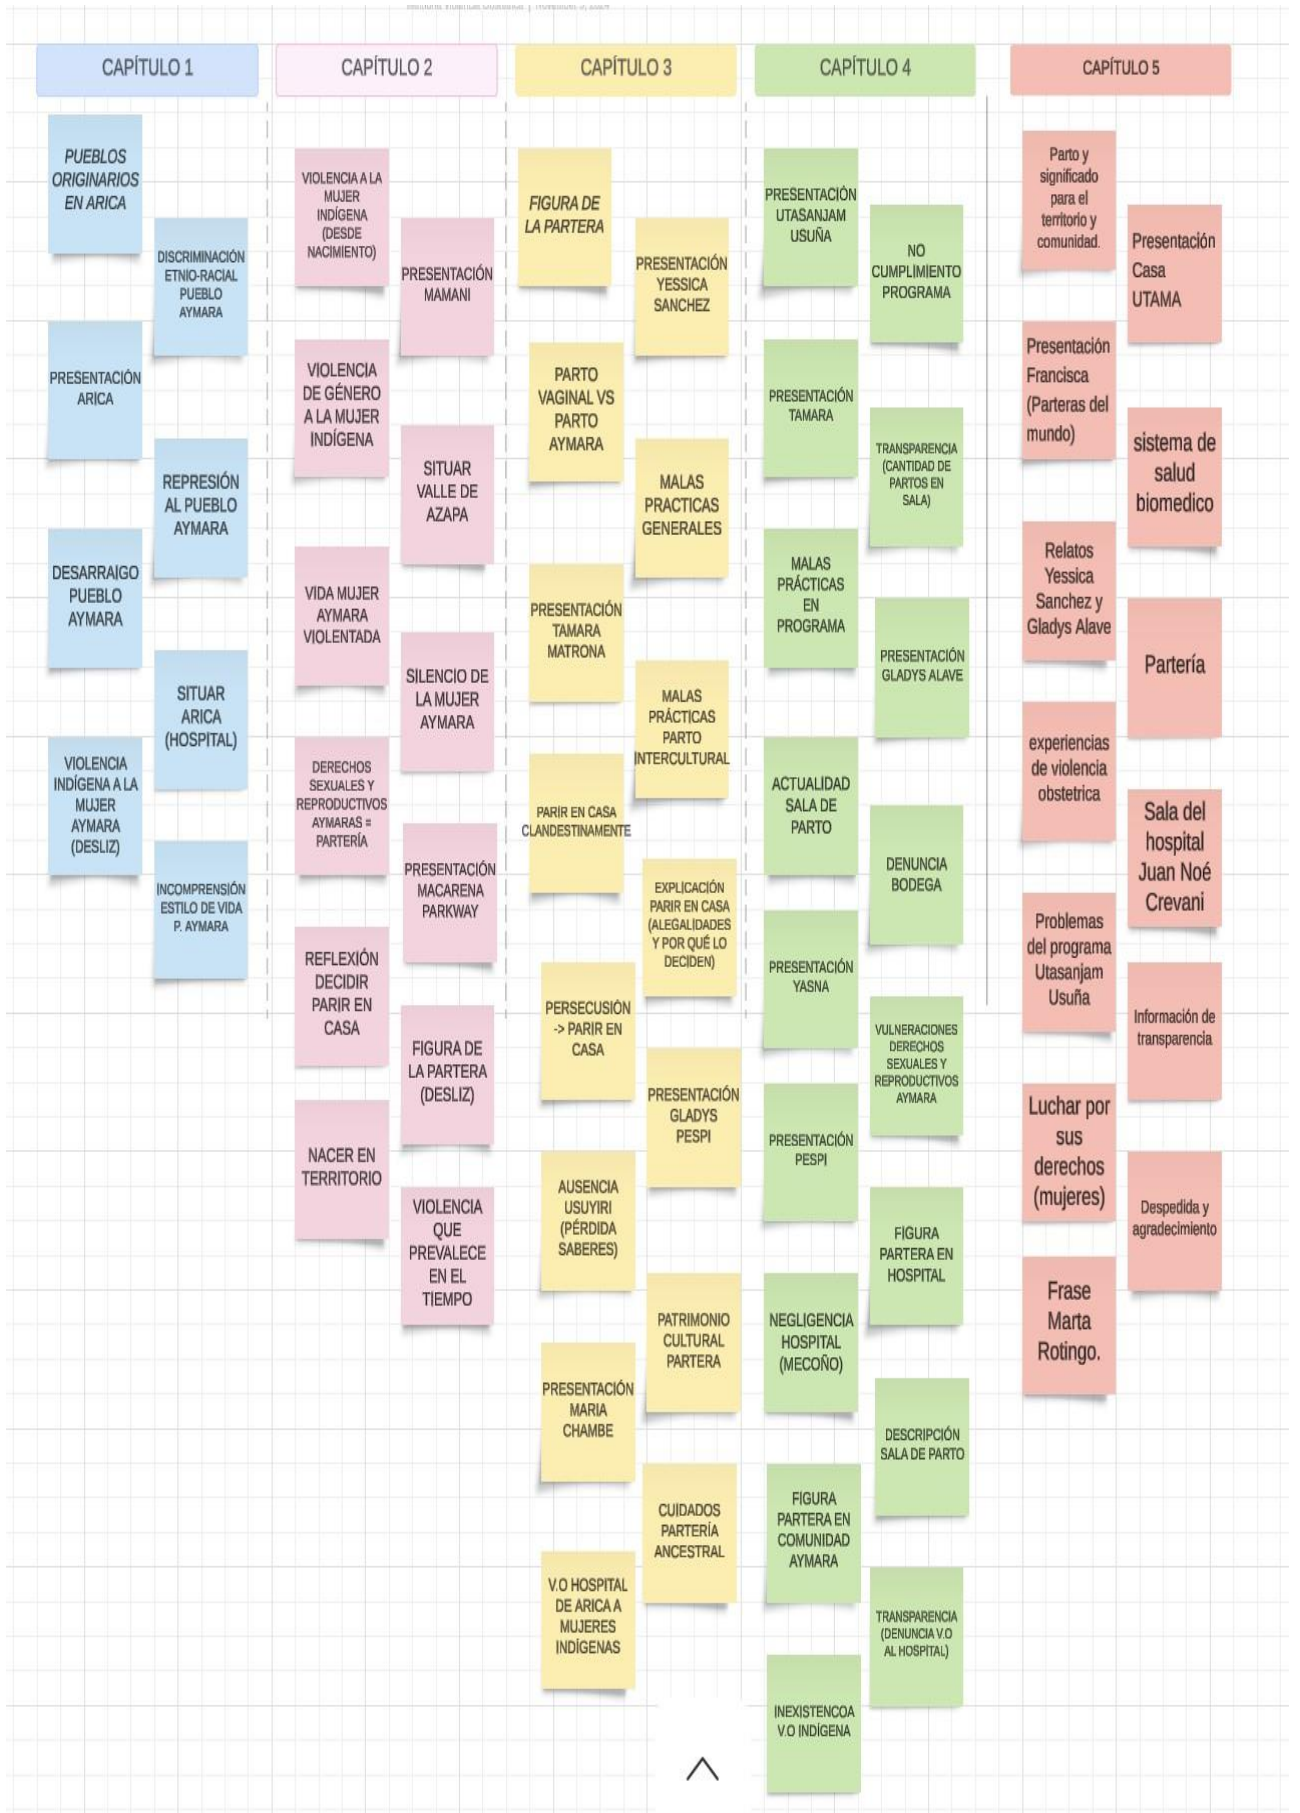 CAPÍTULO 1
PUEBLOS
ORIGINARIOS
EN ARICA
DISCRIMINACIÓN
ETNIO-RACIAL
PUEBLO
AYMARA
PRESENTACIÓN
ARICA
REPRESIÓN
AL PUEBLO
AYMARA
DESARRAIGO
PUEBLO
AYMARA
SITUAR
ARICA
(HOSPITAL)
VIOLENCIA
INDÍGENA A LA
MUJER
AYMARA
(DESLIZ)
INCOMPRENSIÓN
ESTILO DE VIDA
P. AYMARA
CAPÍTULO 2
VIOLENCIA A LA
MUJER
INDÍGENA
(DESDE
NACIMIENTO)
PRESENTACIÓN
MAMANI
VIOLENCIA
DE GÉNERO
A LA MUJER
INDÍGENA
SITUAR
VALLE DE
AZAPA
VIDA MUJER
AYMARA
VIOLENTADA
SILENCIO DE
LA MUJER
AYMARA
DERECHOS
SEXUALES Y
REPRODUCTIVOS
AYMARAS =
PARTERÍA
PRESENTACIÓN
MACARENA
PARKWAY
REFLEXIÓN
DECIDIR
PARIR EN
CASA
FIGURA DE
LA PARTERA
(DESLIZ)
NACER EN
TERRITORIO
VIOLENCIA
QUE
PREVALECE
EN EL
TIEMPO
CAPÍTULO 3
FIGURA DE
LA PARTERA
PRESENTACIÓN
YESSICA
SANCHEZ
PARTO
VAGINAL VS
PARTO
AYMARA
MALAS
PRACTICAS
GENERALES
PRESENTACIÓN
TAMARA
MATRONA
MALAS
PRÁCTICAS
PARTO
INTERCULTURAL
PARIR EN CASA
CLANDESTINAMENTE
EXPLICACIÓN
PARIR EN CASA
(ALEGALIDADES
Y POR QUÉ LO
DECIDEN)
PERSECUSIÓN
-> PARIR EN
CASA
PRESENTACIÓN
GLADYS
PESPI
AUSENCIA
USUYIRI
(PÉRDIDA
SABERES)
PATRIMONIO
CULTURAL
PARTERA
PRESENTACIÓN
MARIA
CHAMBE
CUIDADOS
PARTERÍA
ANCESTRAL
V.O HOSPITAL
DE ARICA A
MUJERES
INDÍGENAS
CAPÍTULO 4
PRESENTACIÓN
UTASANJAM
USUÑA
NO
CUMPLIMIENTO
PROGRAMA
PRESENTACIÓN
TAMARA
TRANSPARENCIA
(CANTIDAD DE
PARTOS EN
SALA)
MALAS
PRÁCTICAS
EN
PROGRAMA
PRESENTACIÓN
GLADYS ALAVE
ACTUALIDAD
SALA DE
PARTO
DENUNCIA
BODEGA
PRESENTACIÓN
YASNA
VULNERACIONES
DERECHOS
SEXUALES Y
REPRODUCTIVOS
AYMARA
PRESENTACIÓN
PESPI
FIGURA
PARTERA EN
HOSPITAL
NEGLIGENCIA
HOSPITAL
(MECOÑO)
DESCRIPCIÓN
SALA DE PARTO
FIGURA
PARTERA EN
COMUNIDAD
AYMARA
TRANSPARENCIA
(DENUNCIA V.O
AL HOSPITAL)
INEXISTENCOA
V.O INDÍGENA
CAPÍTULO 5
Parto y
significado
para el
territorio y
comunidad.
Presentación
Casa
UTAMA
Presentación
Francisca
(Parteras del
mundo)
sistema de
salud
biomedico
Relatos
Yessica
Sanchez y
Gladys Alave
Partería
experiencias
de violencia
obstetrica
Sala del
hospital
Juan Noé
Crevani
Problemas
del programa
Utasanjam
Usuña
Información de
transparencia
Luchar por
sus
derechos
(mujeres)
Despedida y
agradecimiento
Frase
Marta
Rotingo.